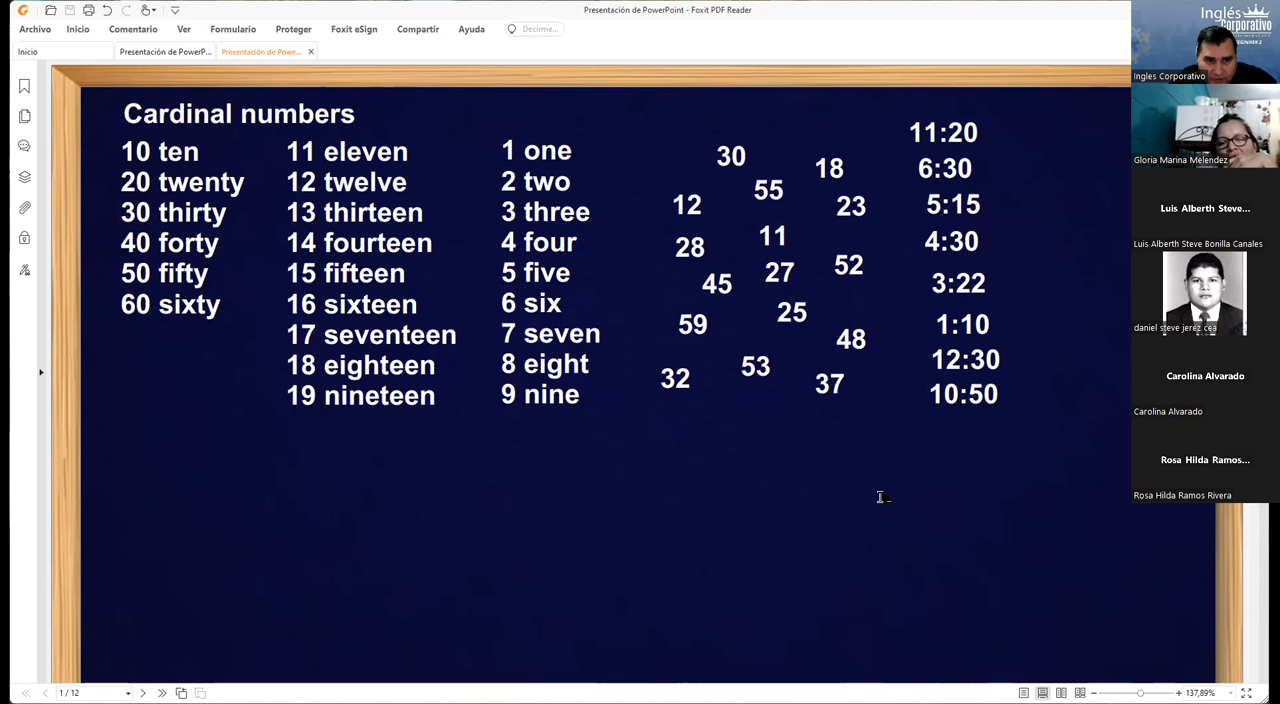 Presentación de PowerPoint - Foxit PDF Reader
Archivo Inicio Comentario Ver Formulario Proteger Foxit eSign Compartir Ayuda Decirme...
Inicio Presentación de PowerP... Presentación de Powe...
Cardinal numbers
10 ten
20 twenty
30 thirty
40 forty
50 fifty
60 sixty
11 eleven
12 twelve
13 thirteen
14 fourteen
15 fifteen
16 sixteen
17 seventeen
18 eighteen
19 nineteen
1 one
2 two
3 three
4 four
5 five
6 six
7 seven
8 eight
9 nine
30
18
55
12
23
11
28
52
27
45
25
59
48
53
32
37
11:20
6:30
5:15
4:30
3:22
1:10
12:30
10:50
Inglés
Corporativo
BEGINNER 2
Ingles Corporativo
Gloria Marina Melendez
Luis Alberth Steve...
Luis Alberth Steve Bonilla Canales
daniel steve jerez cea
Carolina Alvarado
Carolina Alvarado
Rosa Hilda Ramos...
Rosa Hilda Ramos Rivera
1 / 12
137,89%